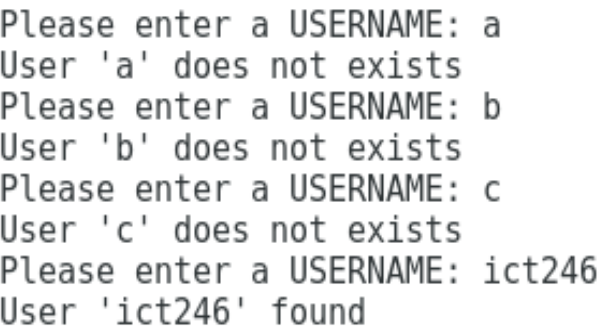 Please enter a USERNAME: a
User 'a' does not exists
Please enter a USERNAME: b
User 'b' does not exists
Please enter a USERNAME: c
User 'c' does not exists
Please enter a USERNAME: ict246
User 'ict246' found